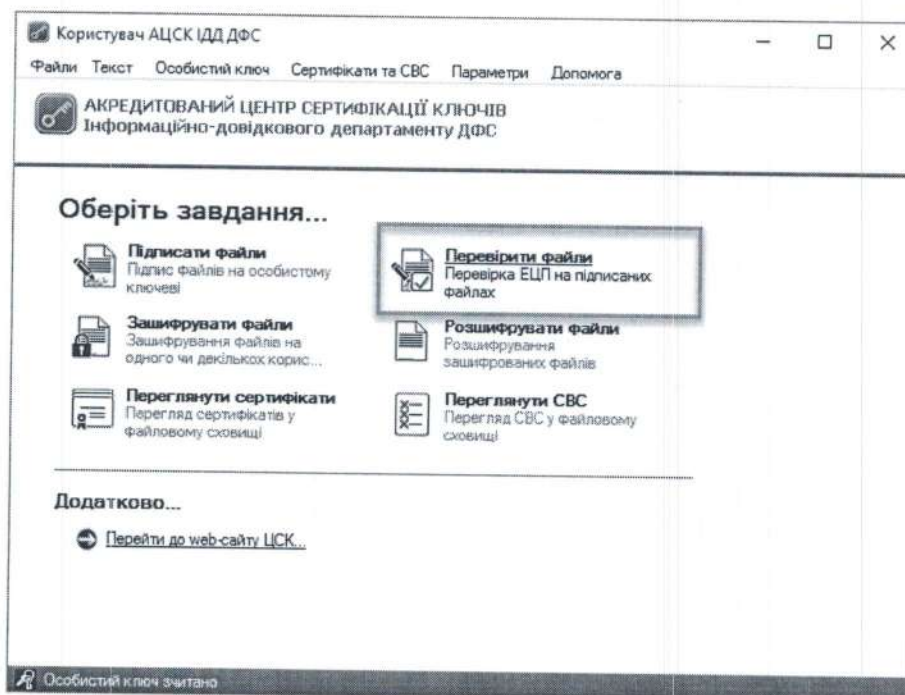 Користувач АЦСК ІДД ДФС
Файли Текст Особистий ключ Сертифікати та СВС Параметри Допомога
АКРЕДИТОВАНИЙ ЦЕНТР СЕРТИФІКАЦІЇ КЛЮЧІВ
Інформаційно-довідкового департаменту ДФС
Оберіть завдання...
Підписати файли
Підпис файлів на особистому
ключеві
Перевірити файли
Перевірка ЕЦП на підписаних
файлах
Зашифрувати файли
Зашифрування файлів на
одного чи декількох корис...
Розшифрувати файли
Розшифрування
зашифрованих файлів
Переглянути сертифікати
Перегляд сертифікатів у
файловому сховищі
Переглянути СВС
Перегляд СВС у файловому
сховищі
Додатково...
Перейти до web-сайту ЦСК...
Особистий ключ зчитано